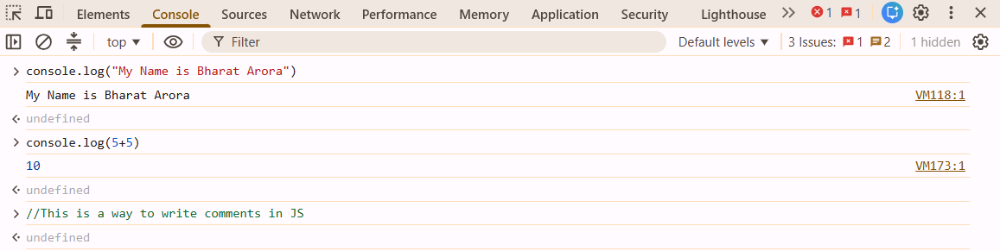 Elements Console Sources Network Performance Memory Application Security Lighthouse 1 1
top Filter Default levels 3 Issues: 1 2 1 hidden
console.log("My Name is Bharat Arora")
My Name is Bharat Arora VM118:1
undefined
console.log(5+5)
10 VM173:1
undefined
//This is a way to write comments in JS
undefined